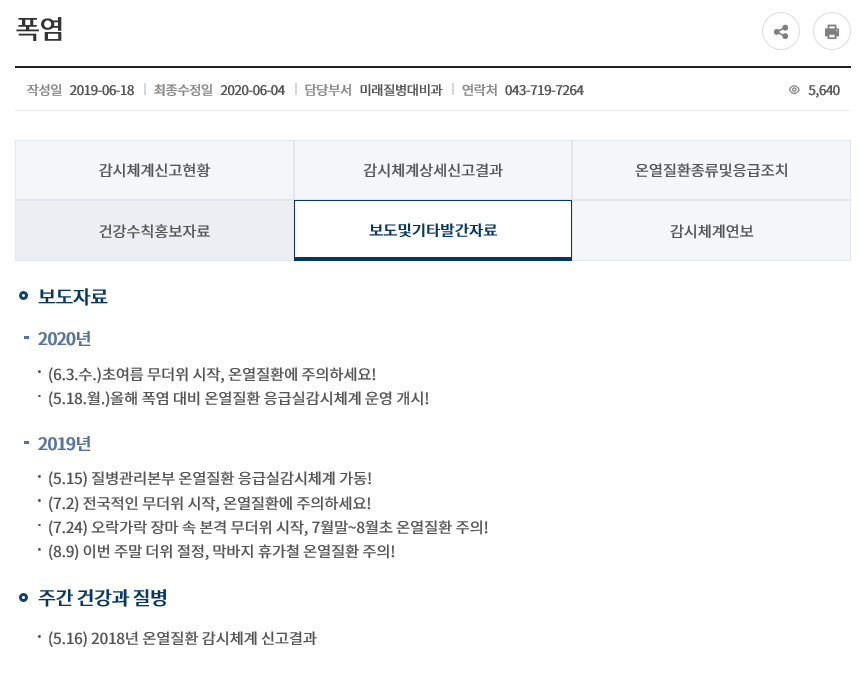 폭염
작성일 2019-06-18 최종수정일 2020-06-04 담당부서 미래질병대비과 연락처 043-719-7264 5,640
감시체계신고현황 감시체계상세신고결과 온열질환종류및응급조치
건강수칙홍보자료 보도및기타발간자료 감시체계연보
보도자료
- 2020년
· (6.3.수.)초여름 무더위 시작, 온열질환에 주의하세요!
· (5.18.월.)올해 폭염 대비 온열질환 응급실감시체계 운영 개시!
- 2019년
· (5.15) 질병관리본부 온열질환 응급실감시체계 가동!
· (7.2) 전국적인 무더위 시작, 온열질환에 주의하세요!
· (7.24) 오락가락 장마 속 본격 무더위 시작, 7월말~8월초 온열질환 주의!
· (8.9) 이번 주말 더위 절정, 막바지 휴가철 온열질환 주의!
주간 건강과 질병
· (5.16) 2018년 온열질환 감시체계 신고결과